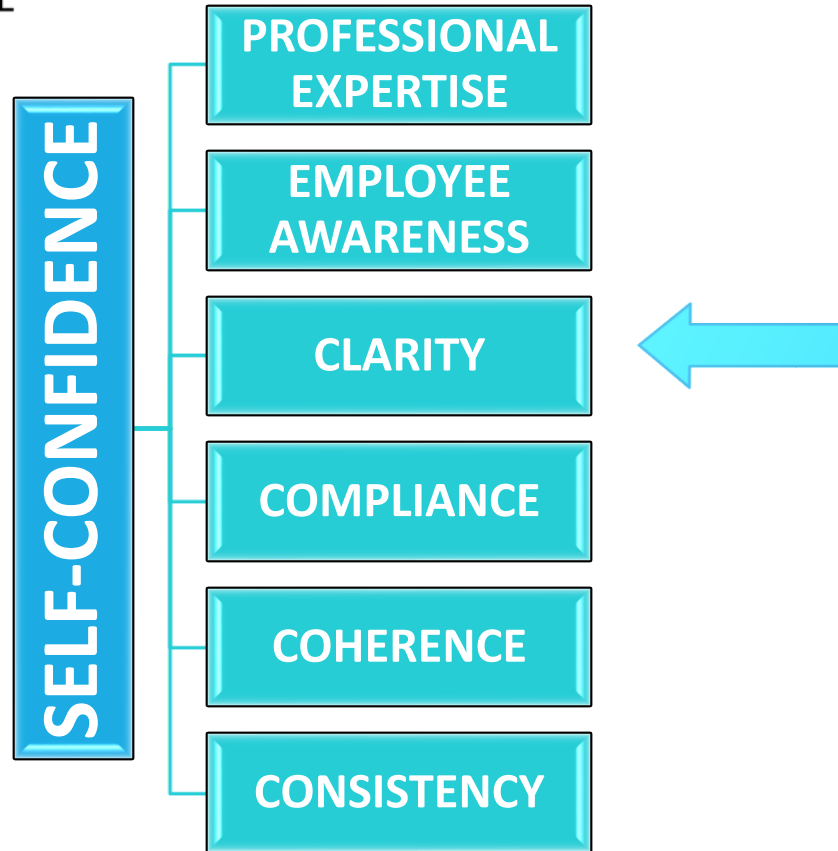 SELF-CONFIDENCE
PROFESSIONAL
EXPERTISE
EMPLOYEE
AWARENESS
CLARITY
COMPLIANCE
COHERENCE
CONSISTENCY